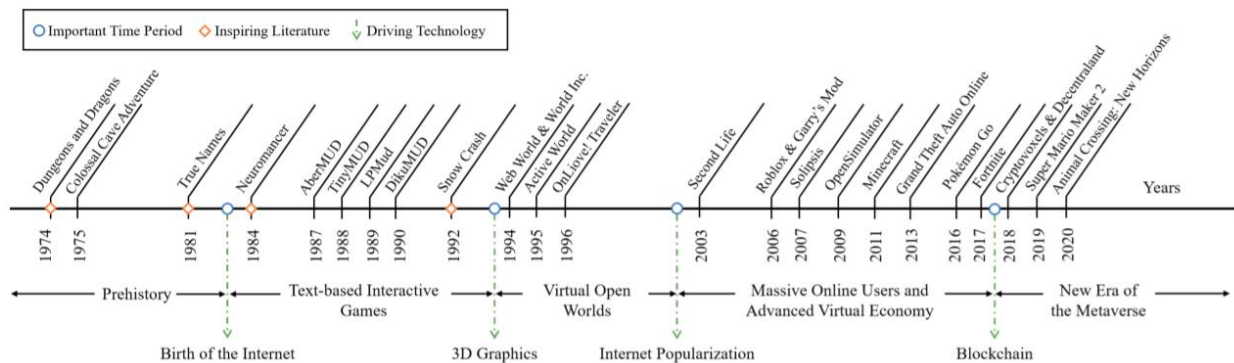 Important Time Period
Inspiring Literature
Driving Technology
Dungeons and Dragons
Colossal Cave Adventure
True Names
Neuromancer
AberMUD
TinyMUD
LPMud
DikuMUD
Snow Crash
Web World & World Inc.
Active World
OnLiove! Traveler
Second Life
Roblox & Garry's Mod
Solipsis
OpenSimulator
Minecraft
Grand Theft Auto Online
Pokémon Go
Fortnite
Cryptovoxels & Decentraland
Super Mario Maker 2
Animal Crossing: New Horizons
Years
1974
1975
1981
1984
1987
1988
1989
1990
1992
1994
1995
1996
2003
2006
2007
2009
2011
2013
2016
2017
2018
2019
2020
Prehistory
Text-based Interactive
Games
Virtual Open
Worlds
Massive Online Users and
Advanced Virtual Economy
New Era of
the Metaverse
Birth of the Internet
3D Graphics
Internet Popularization
Blockchain